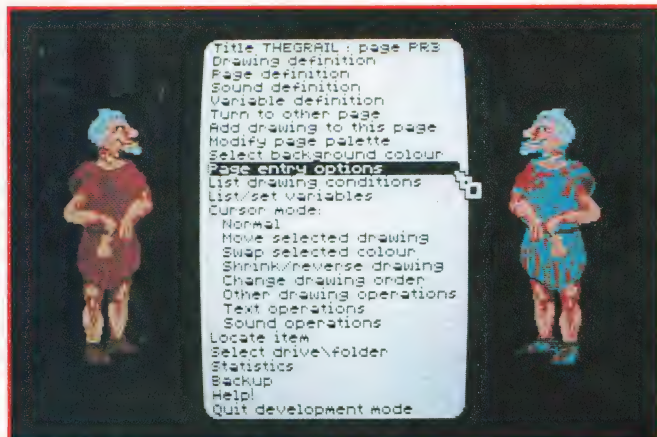 Title THEGRAIL : page PR3
Drawing definition
Page definition
Sound definition
Variable definition
Turn to other page
Add drawing to this page
Modify page palette
Select background colour
Page entry options
List drawing conditions
List/set variables
Cursor mode:
Normal
Move selected drawing
Swap selected colour
Shrink/reverse drawing
Change drawing order
Other drawing operations
Text operations
Sound operations
Locate item
Select drive\folder
Statistics
Backup
Help!
Quit development mode